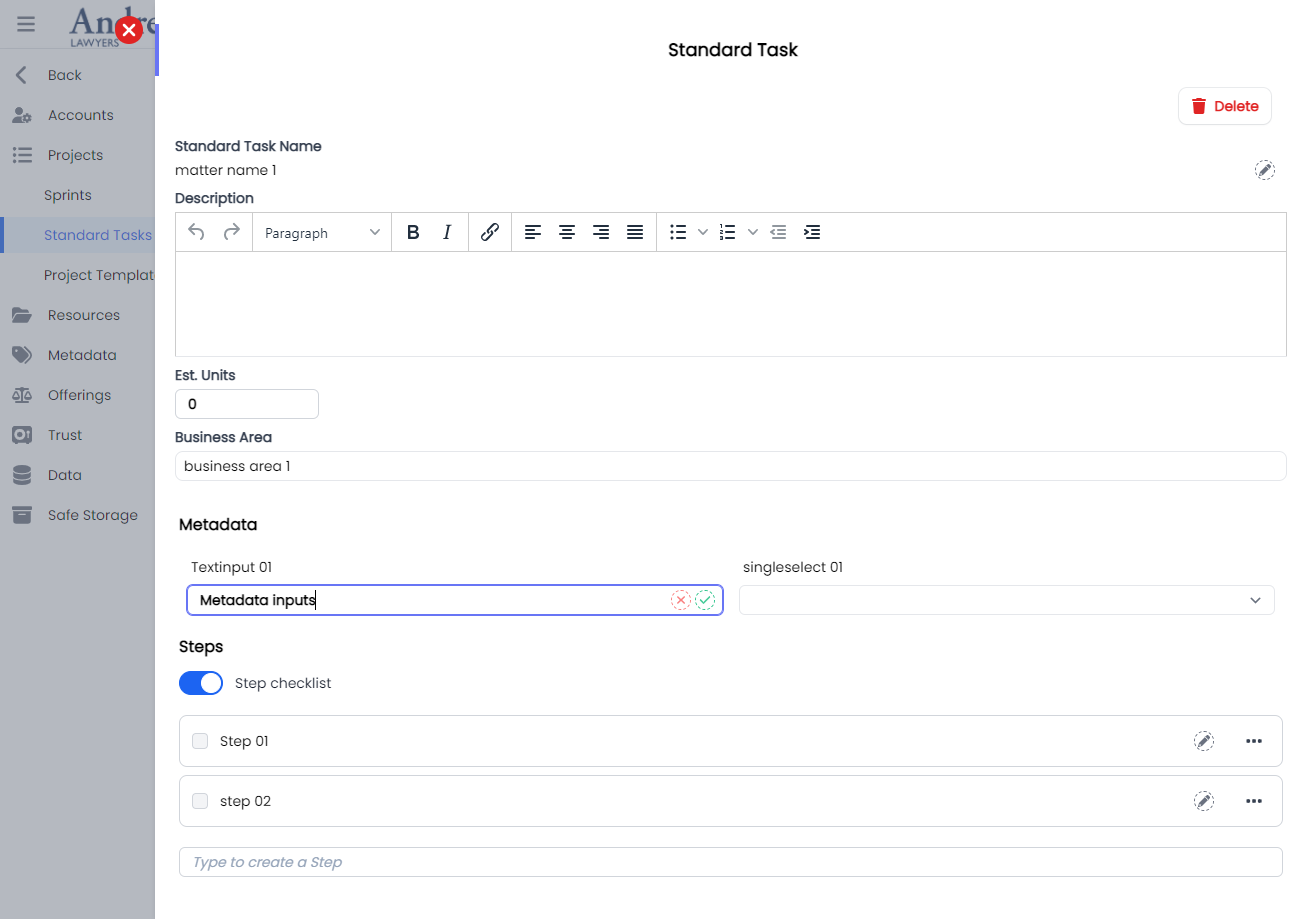 Andre
LAWYERS
Back
Accounts
Projects
Sprints
Standard Tasks
Project Templat
Resources
Metadata
Offerings
Trust
Data
Safe Storage
Standard Task
Delete
Standard Task Name
matter name 1
Description
Paragraph
B I
Est. Units
0
Business Area
business area 1
Metadata
Textinput 01 singleselect 01
Metadata inputs
Steps
Step checklist
Step 01
step 02
Type to create a Step